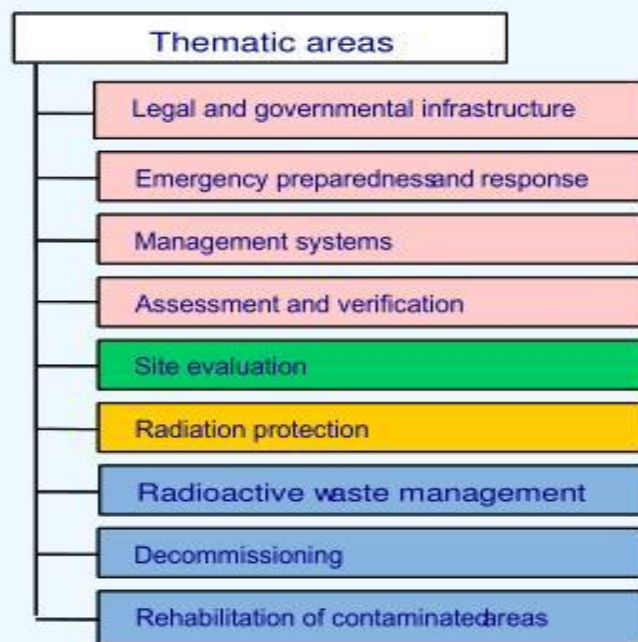 Thematic areas
Legal and governmental infrastructure
Emergency preparednessand response
Management systems
Assessment and verification
Site evaluation
Radiation protection
Radioactive waste management
Decommissioning
Rehabilitation of contaminatedareas